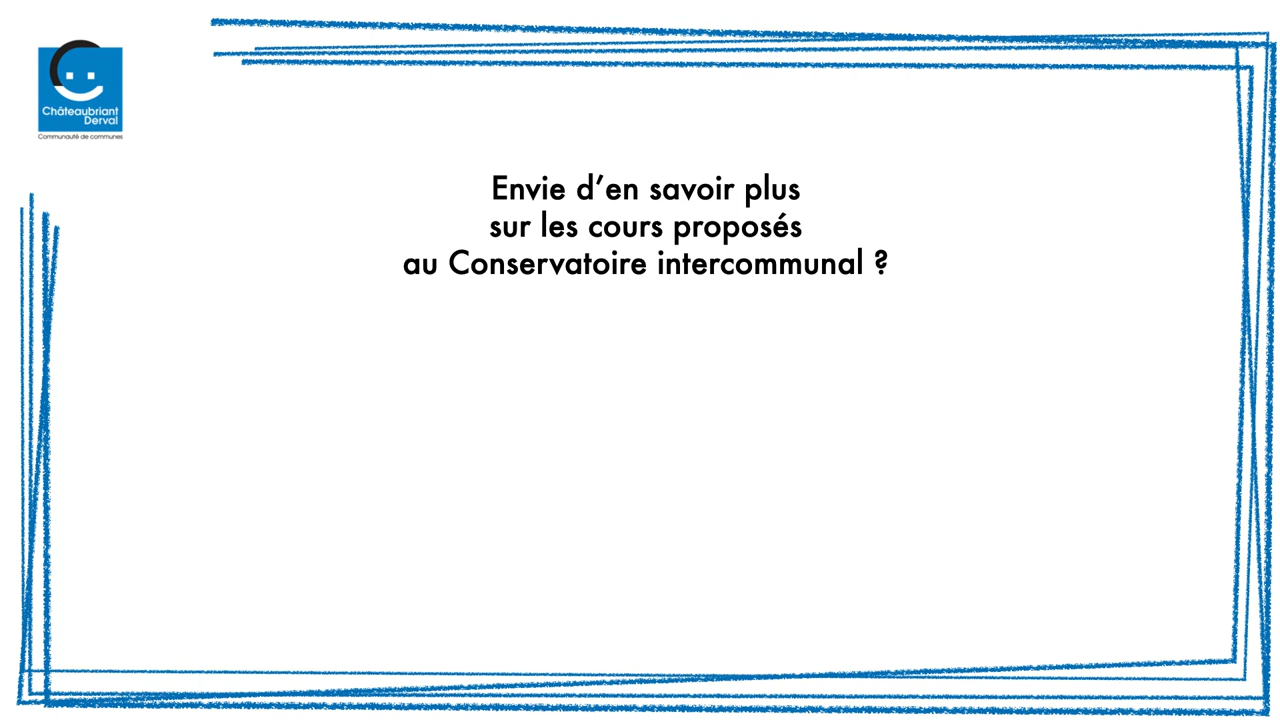 Châteaubriant
Derval
Communauté de communes
Envie d’en savoir plus
sur les cours proposés
au Conservatoire intercommunal ?